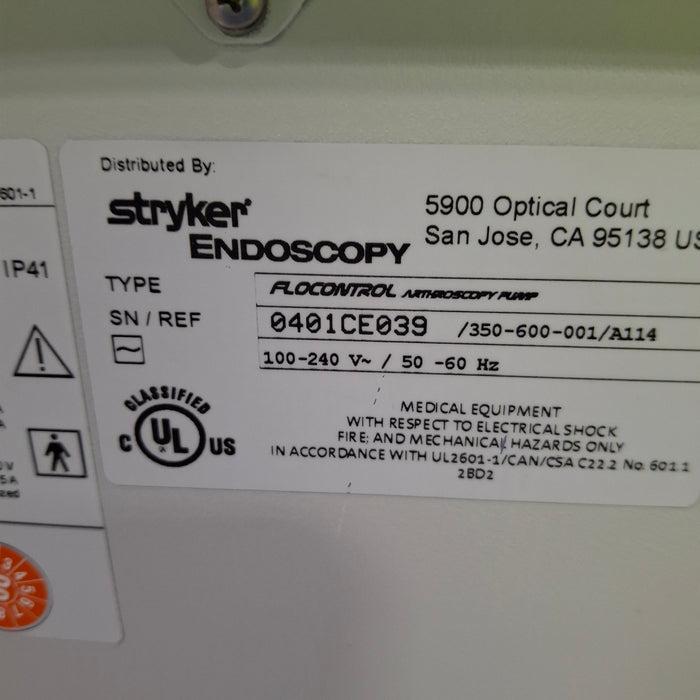 601-1
IP41
Distributed By:
stryker
ENDOSCOPY
5900 Optical Court
San Jose, CA 95138 US
TYPE
FLOCONTROL ARTHROSCOPY PUMP
SN / REF
0401CE039 /350-600-001/A114
100-240 V~ / 50 -60 Hz
CLASSIFIED
C UL US
MEDICAL EQUIPMENT
WITH RESPECT TO ELECTRICAL SHOCK
FIRE; AND MECHANICAL HAZARDS ONLY
IN ACCORDANCE WITH UL2601-1/CAN/CSA C22.2 No. 601.1
2BD2